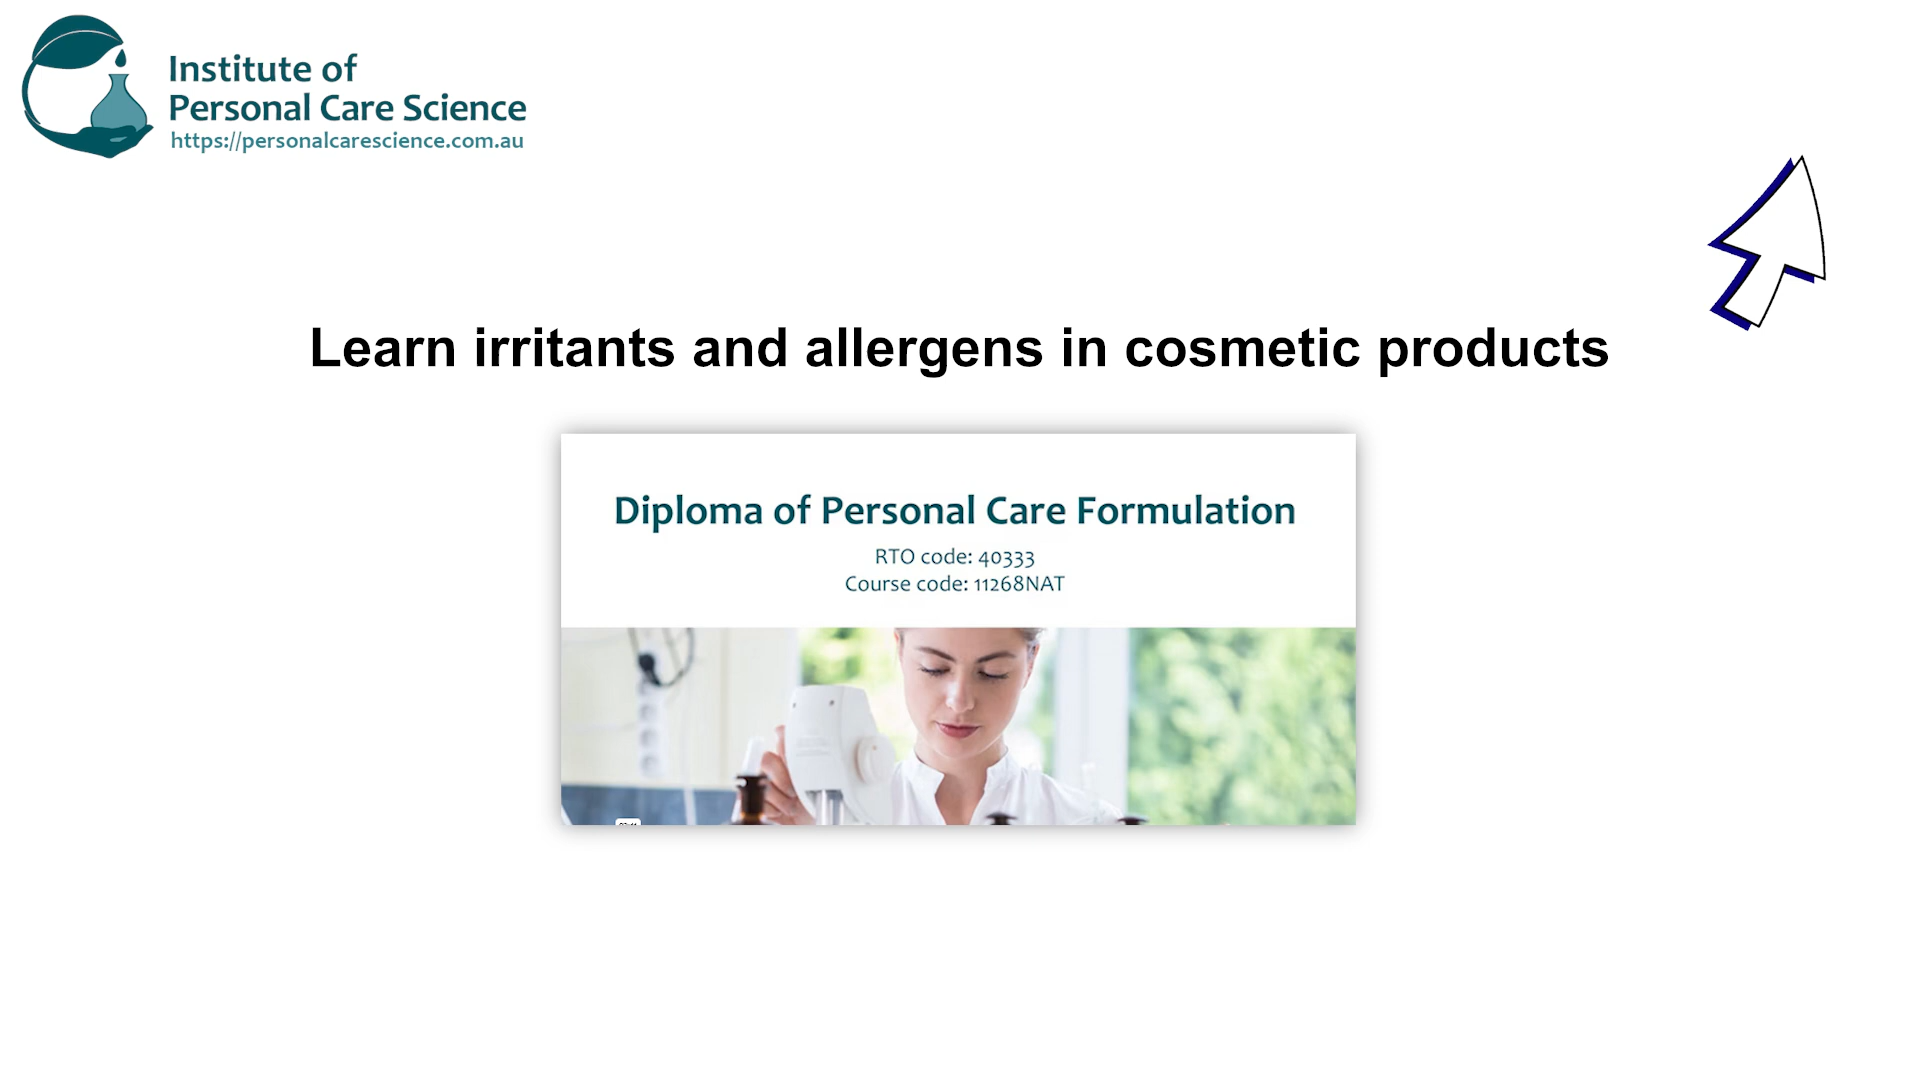 Institute of
Personal Care Science
https://personalcarescience.com.au
Learn irritants and allergens in cosmetic products
Diploma of Personal Care Formulation
RTO code: 40333
Course code: 11268NAT